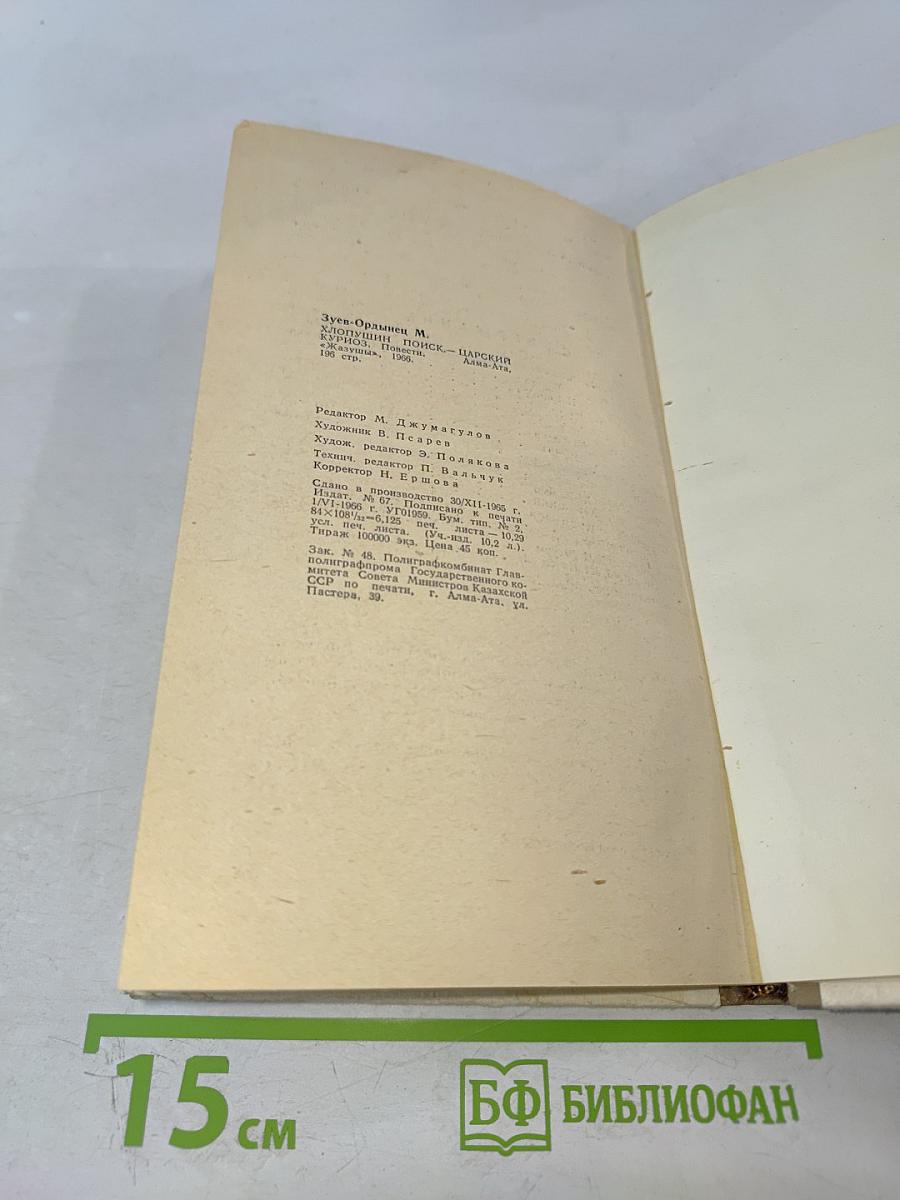 Зуев-Ордынец М.
ХЛОПУШИН ПОИСК.— ЦАРСКИЙ
КУРИОЗ. Повести. Алма-Ата,
«Жазушы», 1966.
196 стр.
Редактор М. Джумагулов
Художник В. Псарев
Худож. редактор Э. Полякова
Технич. редактор П. Вальчук
Корректор Н. Ершова
Сдано в производство 30/XII-1965 г.
Издат. № 67. Подписано к печати
1/VI-1966 г. УГ01959. Бум. тип. № 2,
84×108¹/₃₂=6,125 печ. листа — 10,29
усл. печ. листа. (Уч.-изд. 10,2 л.).
Тираж 100000 экз. Цена 45 коп.
Зак. № 48. Полиграфкомбинат Глав-
полиграфпрома Государственного ко-
митета Совета Министров Казахской
ССР по печати, г. Алма-Ата, ул.
Пастера, 39.
15 см
БФ БИБЛИОФАН